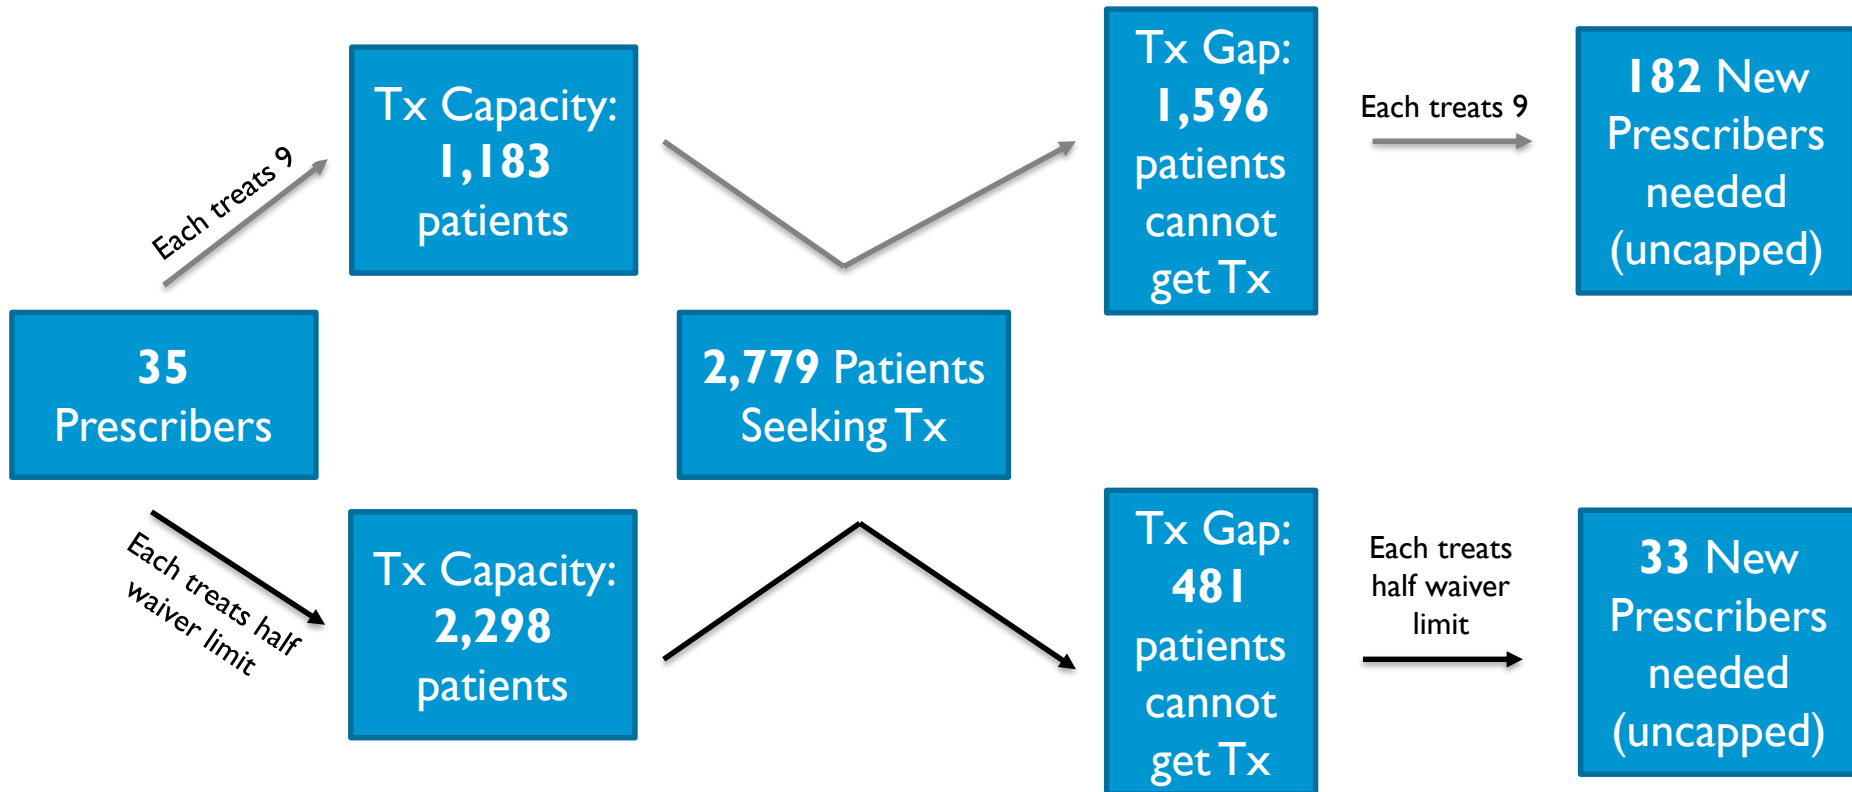 Each treats 9
Tx Capacity:
1,183
patients
Tx Gap:
1,596
patients
cannot
get Tx
Each treats 9
182 New
Prescribers
needed
(uncapped)
35
Prescribers
2,779 Patients
Seeking Tx
Each treats half
waiver limit
Tx Capacity:
2,298
patients
Tx Gap:
481
patients
cannot
get Tx
Each treats
half waiver
limit
33 New
Prescribers
needed
(uncapped)